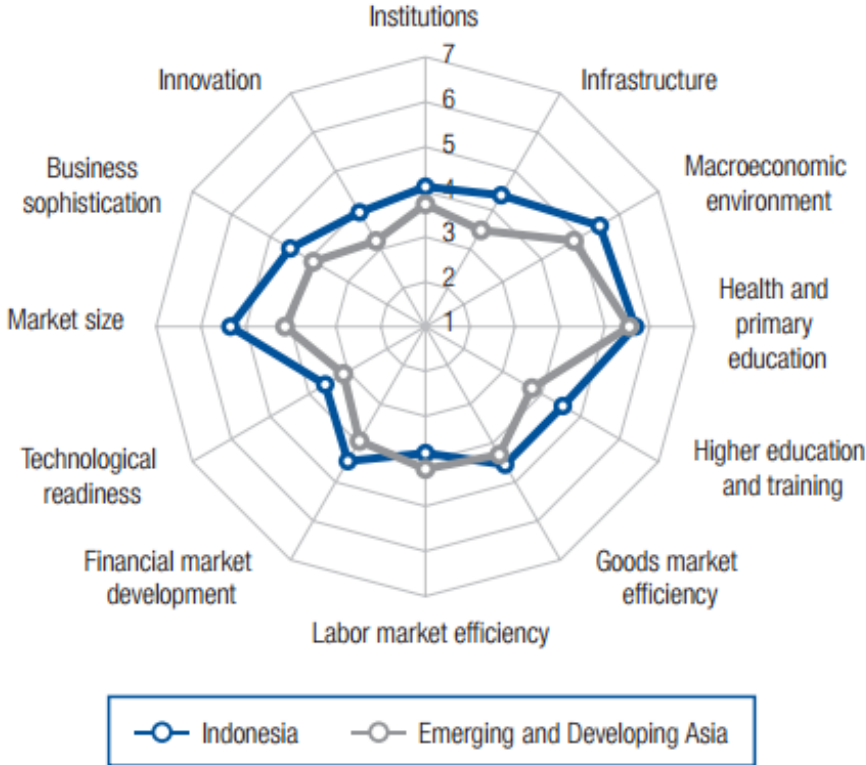 Institutions
7
Innovation
Infrastructure
6
5
Business
sophistication
Macroeconomic
environment
4
3
Market size
2
1
Health and
primary
education
Technological
readiness
Higher education
and training
Financial market
development
Goods market
efficiency
Labor market efficiency
Indonesia
Emerging and Developing Asia